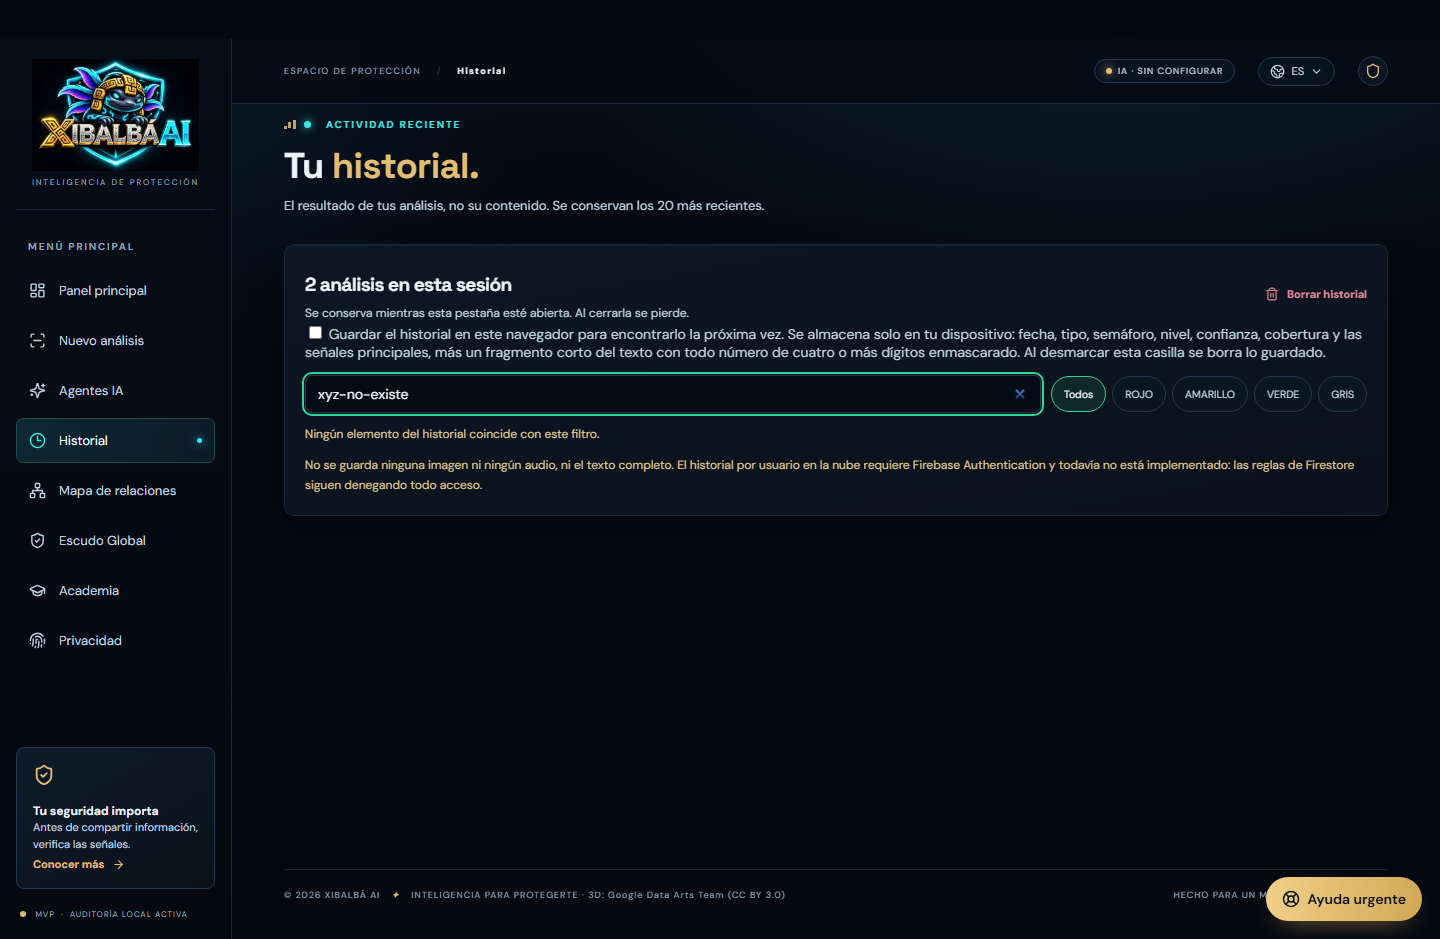 XIBALBÁ AI
INTELIGENCIA DE PROTECCIÓN
MENÚ PRINCIPAL
Panel principal
Nuevo análisis
Agentes IA
Historial
Mapa de relaciones
Escudo Global
Academia
Privacidad
Tu seguridad importa
Antes de compartir información,
verifica las señales.
Conocer más →
MVP · AUDITORÍA LOCAL ACTIVA
ESPACIO DE PROTECCIÓN / Historial
IA · SIN CONFIGURAR
ES
ACTIVIDAD RECIENTE
Tu historial.
El resultado de tus análisis, no su contenido. Se conservan los 20 más recientes.
2 análisis en esta sesión
Borrar historial
Se conserva mientras esta pestaña esté abierta. Al cerrarla se pierde.
Guardar el historial en este navegador para encontrarlo la próxima vez. Se almacena solo en tu dispositivo: fecha, tipo, semáforo, nivel, confianza, cobertura y las
señales principales, más un fragmento corto del texto con todo número de cuatro o más dígitos enmascarado. Al desmarcar esta casilla se borra lo guardado.
xyz-no-existe
Todos ROJO AMARILLO VERDE GRIS
Ningún elemento del historial coincide con este filtro.
No se guarda ninguna imagen ni ningún audio, ni el texto completo. El historial por usuario en la nube requiere Firebase Authentication y todavía no está implementado: las reglas de Firestore
siguen denegando todo acceso.
© 2026 XIBALBÁ AI ✦ INTELIGENCIA PARA PROTEGERTE · 3D: Google Data Arts Team (CC BY 3.0)
HECHO PARA UN
Ayuda urgente